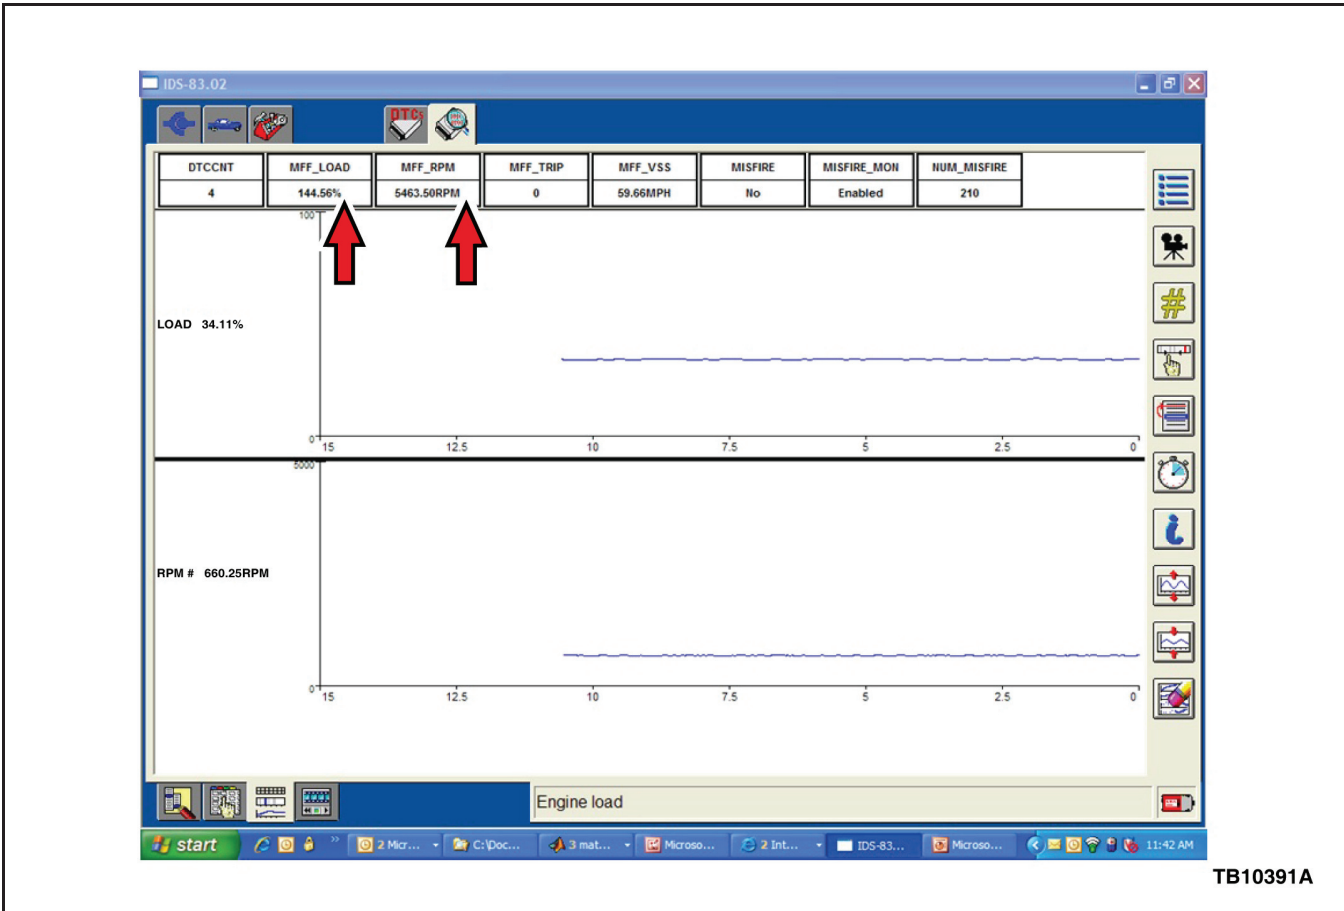 IDS-83.02
DTCs
DTCCNT MFF_LOAD MFF_RPM MFF_TRIP MFF_VSS MISFIRE MISFIRE_MON NUM_MISFIRE
4 144.56% 5463.50RPM 0 59.66MPH No Enabled 210
100
LOAD 34.11%
0
15 12.5 10 7.5 5 2.5 0
5000
RPM # 660.25RPM
0
15 12.5 10 7.5 5 2.5 0
Engine load
start 2 Micr... C:\Doc... 3 mat... Microso... 2 Int... IDS-83... Microso... 11:42 AM
TB10391A